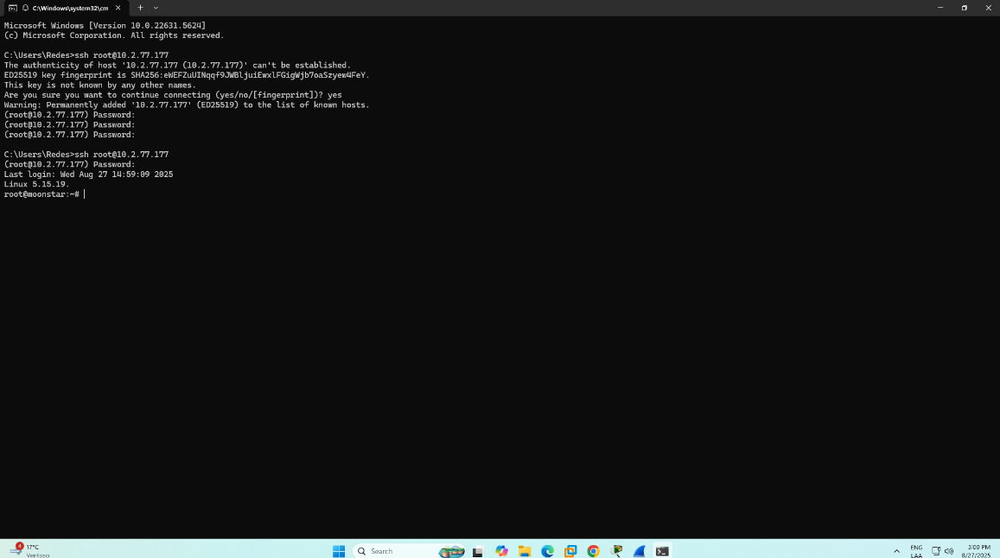 C:\Windows\system32\cm
Microsoft Windows [Version 10.0.22631.5624]
(c) Microsoft Corporation. All rights reserved.
C:\Users\Redes>ssh root@10.2.77.177
The authenticity of host '10.2.77.177 (10.2.77.177)' can't be established.
ED25519 key fingerprint is SHA256:eWEFZuUINqqf9JWBljuiEwxlFGigWjb7oaSzyew4FeY.
This key is not known by any other names.
Are you sure you want to continue connecting (yes/no/[fingerprint])? yes
Warning: Permanently added '10.2.77.177' (ED25519) to the list of known hosts.
(root@10.2.77.177) Password:
(root@10.2.77.177) Password:
(root@10.2.77.177) Password:
C:\Users\Redes>ssh root@10.2.77.177
(root@10.2.77.177) Password:
Last login: Wed Aug 27 14:59:09 2025
Linux 5.15.19.
root@moonstar:~#
4
17°C
Ventoso
Search
ENG
LAA
3:00 PM
8/27/2025